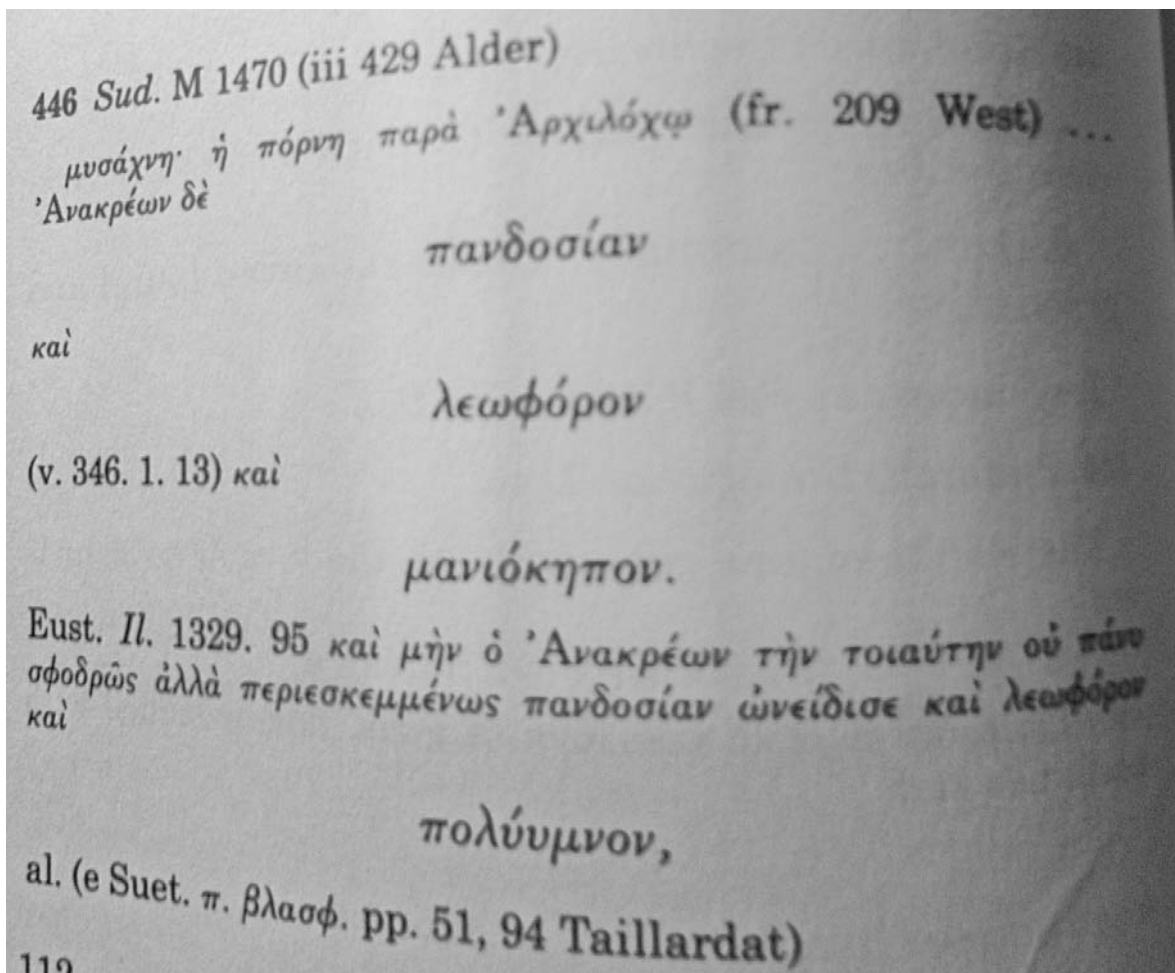 446 Sud. M 1470 (iii 429 Alder)
μυσάχνη· ἡ πόρνη παρὰ Ἀρχιλόχῳ (fr. 209 West) ...
Ἀνακρέων δὲ
πανδοσίαν
καὶ
λεωφόρον
(v. 346. 1. 13) καὶ
μανιόκηπον.
Eust. Il. 1329. 95 καὶ μὴν ὁ Ἀνακρέων τὴν τοιαύτην οὐ πάνυ
σφοδρῶς ἀλλὰ περιεσκεμμένως πανδοσίαν ὠνείδισε καὶ λεωφόρον
καὶ
πολύυμνον,
al. (e Suet. π. βλασφ. pp. 51, 94 Taillardat)